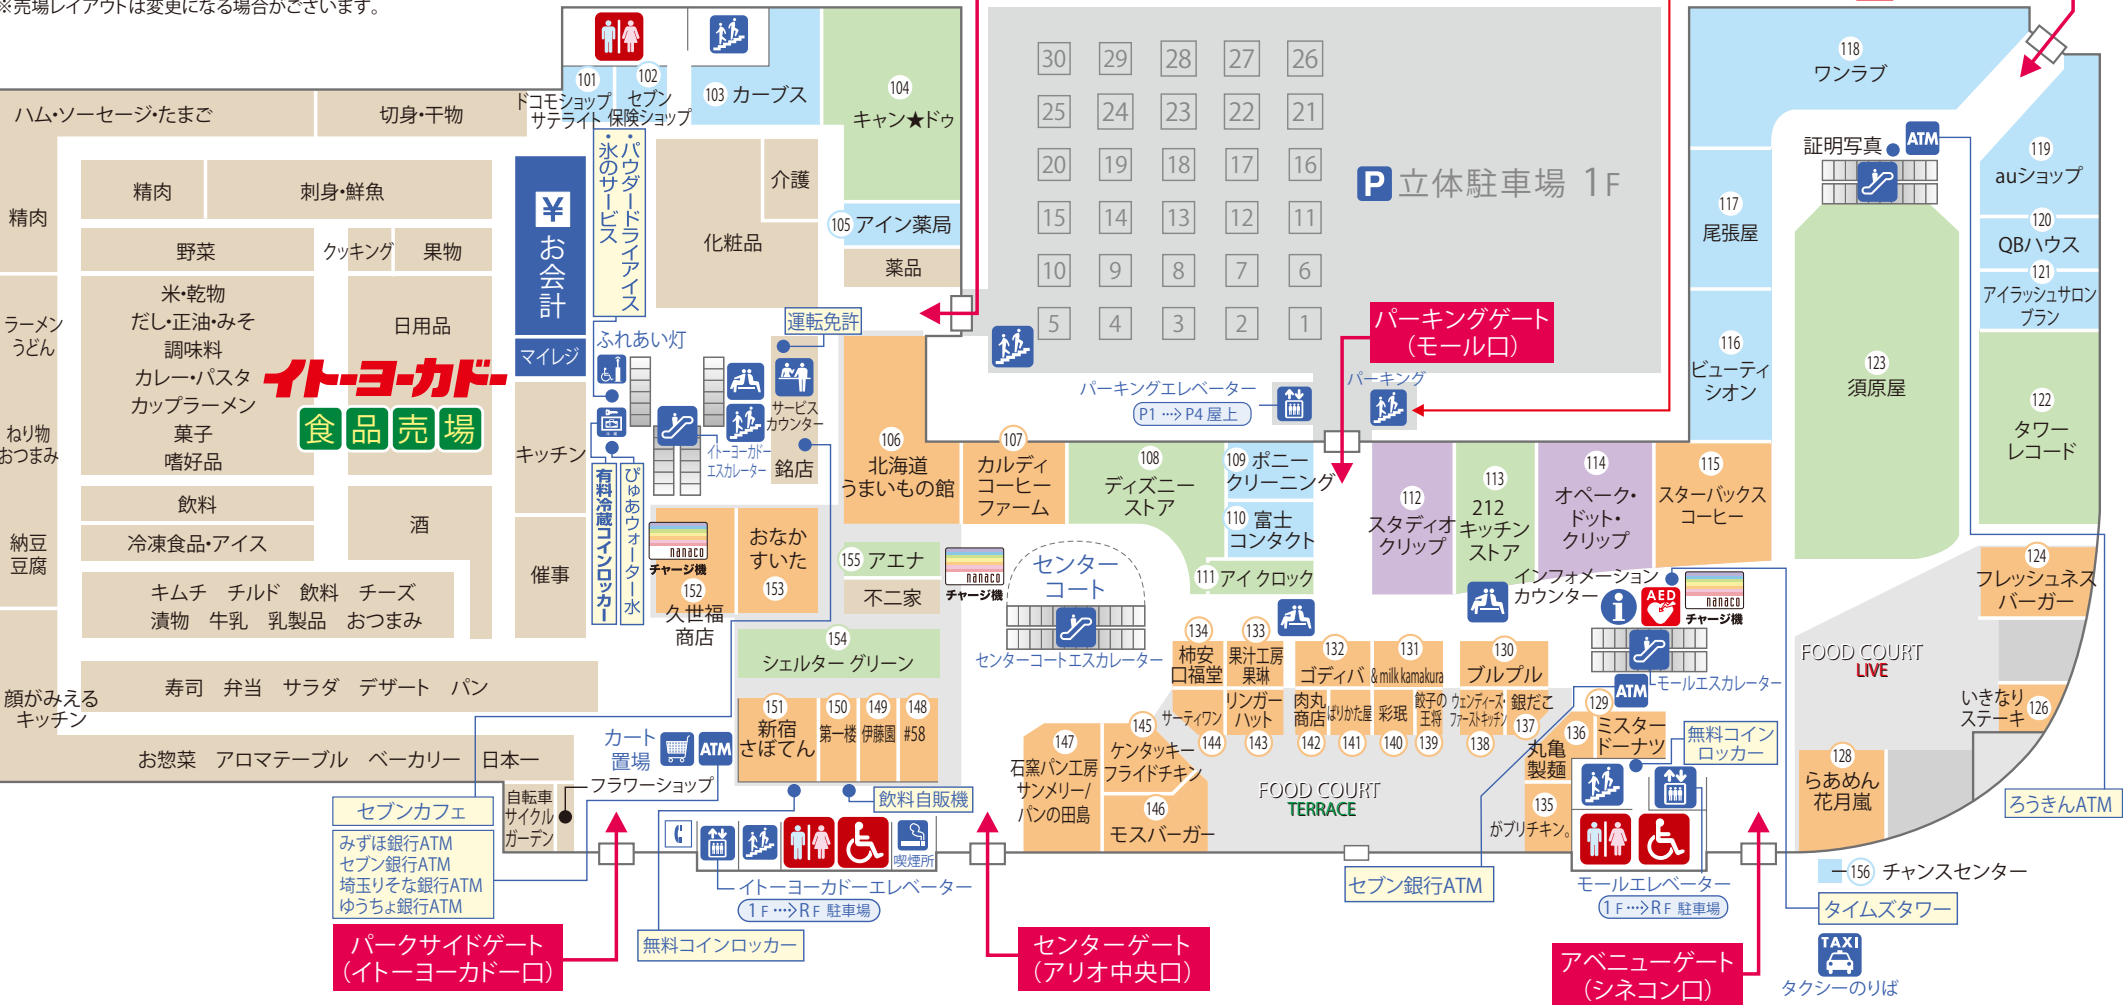 ※売場レイアウトは変更になる場合がございます。
ハム・ソーセージ・たまご
切身・干物
精肉
刺身・鮮魚
精肉
野菜
クッキング
果物
米・乾物
だし・正油・みそ
調味料
カレー・パスタ
カップラーメン
菓子
嗜好品
日用品
ラーメン
うどん
イトーヨーカドー
食品売場
ねり物
おつまみ
飲料
冷凍食品・アイス
酒
納豆
豆腐
キムチ チルド 飲料 チーズ
漬物 牛乳 乳製品 おつまみ
顔がみえる
キッチン
寿司 弁当 サラダ デザート パン
お惣菜 アロマテーブル ベーカリー 日本一
¥
お会計
マイレジ
キッチン
催事
101
ドコモショップ
サテライト
102
セブン
保険ショップ
103 カーブス
104
キャン★ドゥ
・パウダードライアイス
・氷のサービス
化粧品
介護
105 アイン薬局
薬品
運転免許
ふれあい灯
サービス
カウンター
イトーヨーカドー
エスカレーター
銘店
有料冷蔵コインロッカー
ぴゅあウォーター水
nanaco
チャージ機
152
久世福
商店
おなか
すいた
153
155 アエナ
不二家
nanaco
チャージ機
154
シェルター グリーン
151
新宿
さぼてん
150
第一楼
149
伊藤園
148
#58
カート
置場
ATM
フラワーショップ
自転車
サイクル
ガーデン
セブンカフェ
みずほ銀行ATM
セブン銀行ATM
埼玉りそな銀行ATM
ゆうちょ銀行ATM
飲料自販機
喫煙所
イトーヨーカドーエレベーター
1F…>RF 駐車場
無料コインロッカー
パークサイドゲート
（イトーヨーカドー口）
センターゲート
（アリオ中央口）
30 29 28 27 26
25 24 23 22 21
20 19 18 17 16
15 14 13 12 11
10 9 8 7 6
5 4 3 2 1
P 立体駐車場 1F
パーキングゲート
（モール口）
パーキングエレベーター
P1…>P4 屋上
パーキング
106
北海道
うまいもの館
107
カルディ
コーヒー
ファーム
108
ディズニー
ストア
109 ポニー
クリーニング
110 富士
コンタクト
111 アイ クロック
112
スタディオ
クリップ
113
212
キッチン
ストア
114
オペーク・
ドット・
クリップ
115
スターバックス
コーヒー
センター
コート
センターコートエスカレーター
インフォメーション
カウンター
AED
nanaco
チャージ機
モールエスカレーター
ATM
134
柿安
口福堂
133
果汁工房
果琳
132
ゴディバ
131
& milk kamakura
130
ブルプル
サーティワン
144
リンガー
ハット
143
肉丸
商店
142
ばりかた屋
141
彩珉
140
餃子の
王将
139
ウェンディーズ・
ファーストキッチン
138
銀だこ
137
129
ミスター
ドーナツ
136
丸亀
製麺
135
がブリチキン。
147
石窯パン工房
サンメリー/
パンの田島
145
ケンタッキー
フライドチキン
146
モスバーガー
FOOD COURT
TERRACE
無料コイン
ロッカー
セブン銀行ATM
モールエレベーター
1F…>RF 駐車場
アベニューゲート
（シネコン口）
118
ワンラブ
証明写真
ATM
117
尾張屋
116
ビューティ
シオン
119
auショップ
120
QBハウス
121
アイラッシュサロン
ブラン
122
タワー
レコード
123
須原屋
124
フレッシュネス
バーガー
FOOD COURT
LIVE
いきなり
ステーキ 126
128
らあめん
花月嵐
ろうきんATM
156 チャンスセンター
タイムズタワー
TAXI
タクシーのりば